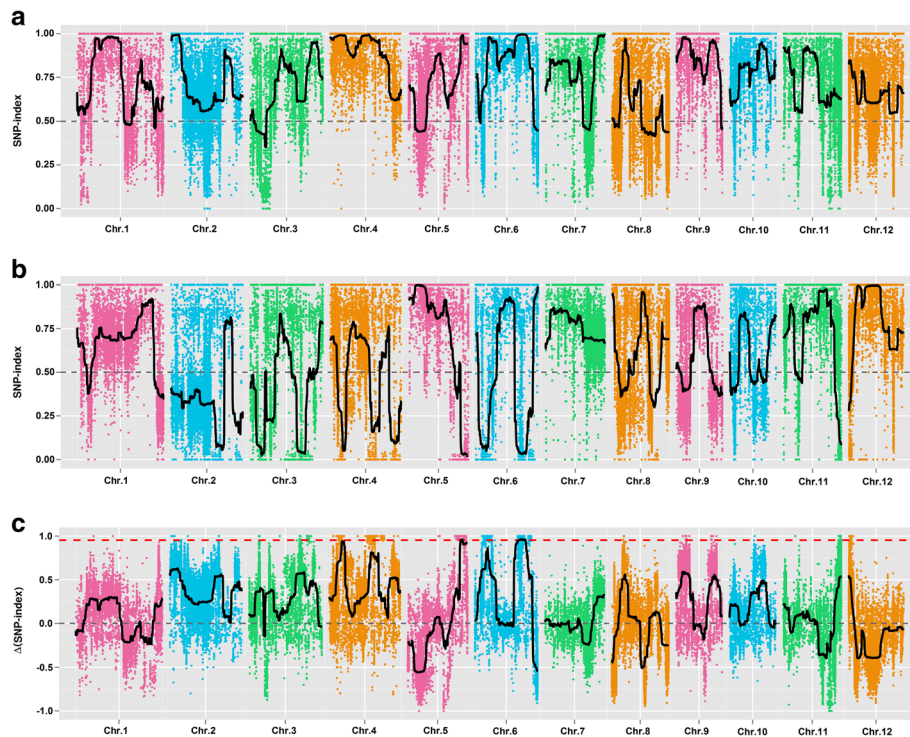 a
SNP-index
1.00
0.75
0.50
0.25
0.00
Chr.1 Chr.2 Chr.3 Chr.4 Chr.5 Chr.6 Chr.7 Chr.8 Chr.9 Chr.10 Chr.11 Chr.12
b
SNP-index
1.00
0.75
0.50
0.25
0.00
Chr.1 Chr.2 Chr.3 Chr.4 Chr.5 Chr.6 Chr.7 Chr.8 Chr.9 Chr.10 Chr.11 Chr.12
c
Δ(SNP-index)
1.0
0.5
0.0
-0.5
-1.0
Chr.1 Chr.2 Chr.3 Chr.4 Chr.5 Chr.6 Chr.7 Chr.8 Chr.9 Chr.10 Chr.11 Chr.12